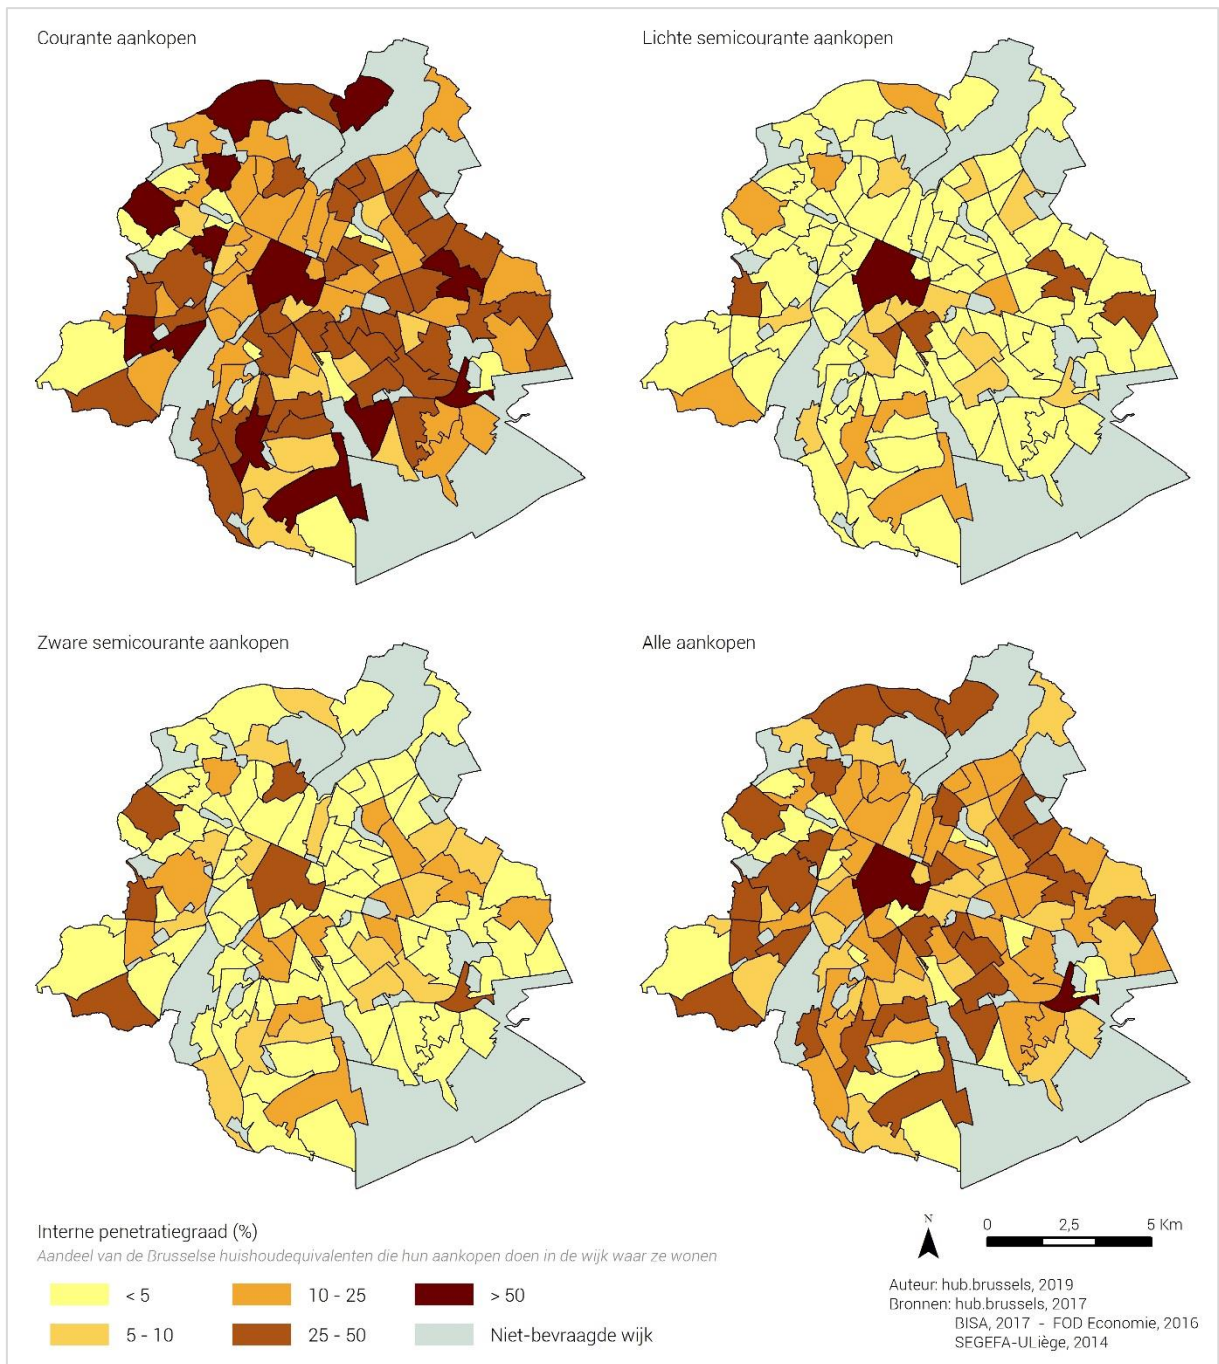 Courante aankopen
Lichte semicourante aankopen
Zware semicourante aankopen
Alle aankopen
Interne penetratiegraad (%)
Aandeel van de Brusselse huishoudequivalenten die hun aankopen doen in de wijk waar ze wonen
< 5
10 - 25
> 50
5 - 10
25 - 50
Niet-bevraagde wijk
N
0 2,5 5 Km
Auteur: hub.brussels, 2019
Bronnen: hub.brussels, 2017
BISA, 2017 - FOD Economie, 2016
SEGEFA-ULiège, 2014